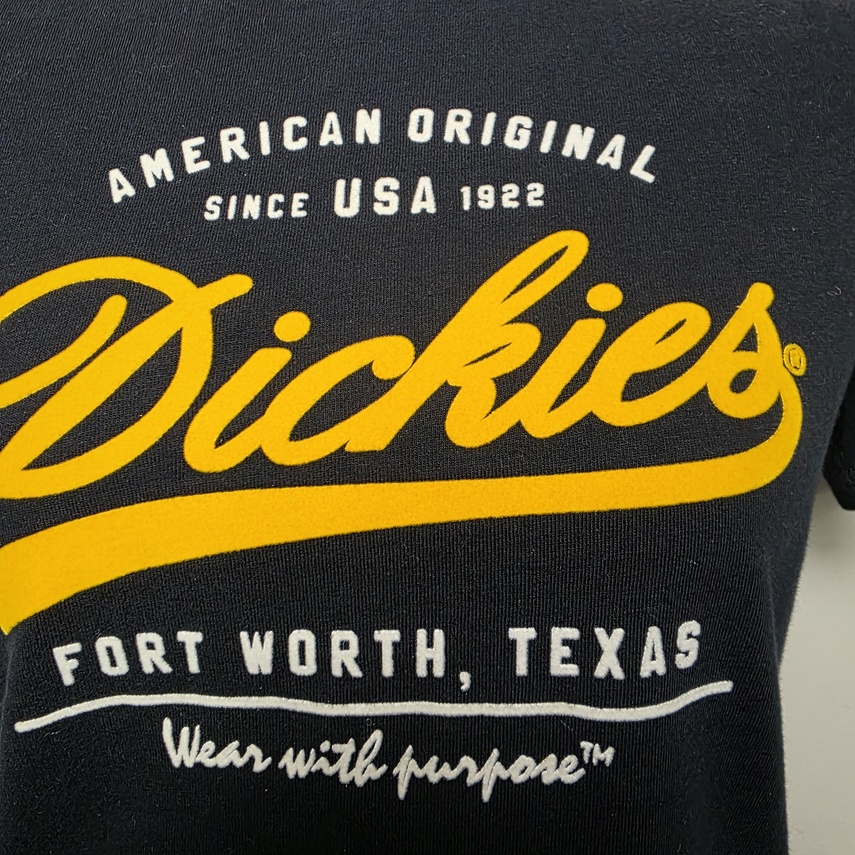 AMERICAN ORIGINAL
SINCE USA 1922
Dickies®
FORT WORTH, TEXAS
Wear with purpose™